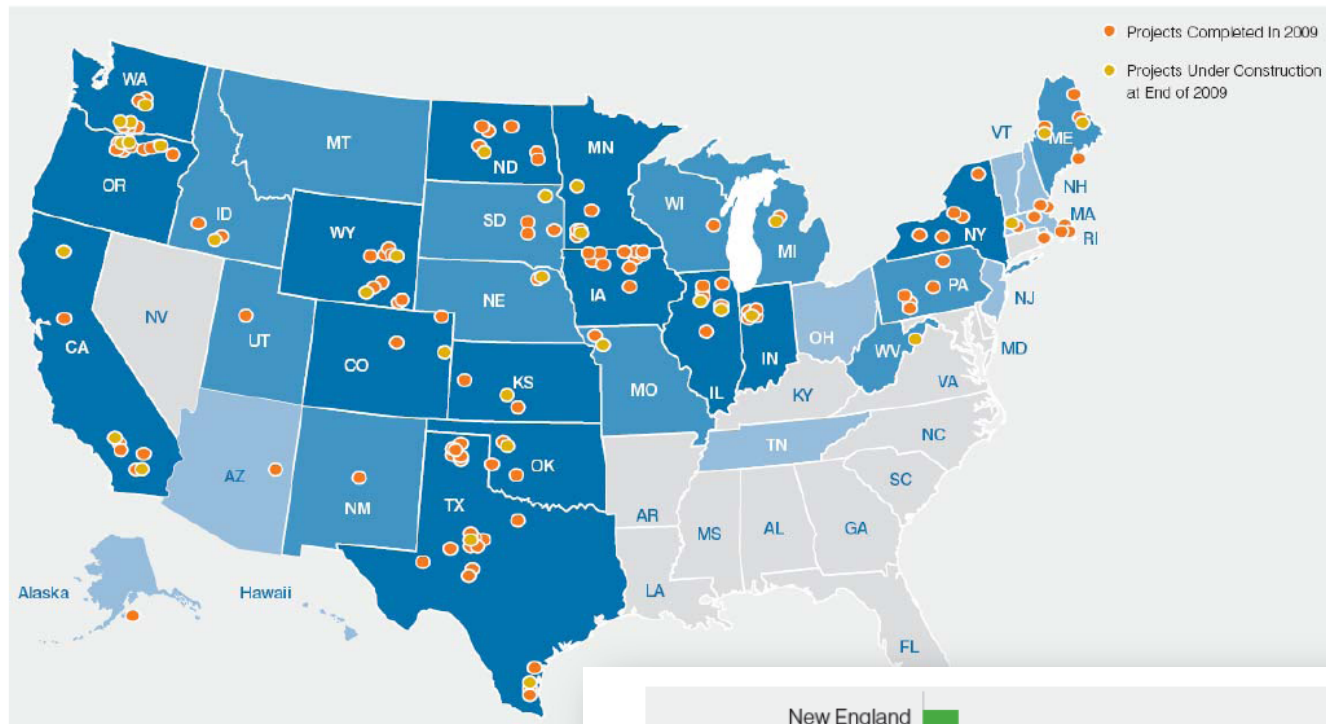 Projects Completed In 2009
Projects Under Construction
at End of 2009
WA
OR
CA
NV
ID
MT
WY
UT
AZ
CO
NM
ND
SD
NE
KS
OK
TX
MN
IA
MO
AR
LA
WI
IL
MI
IN
OH
KY
TN
MS
AL
GA
FL
SC
NC
VA
WV
MD
PA
NJ
NY
VT
ME
NH
MA
RI
Alaska
Hawaii
New England